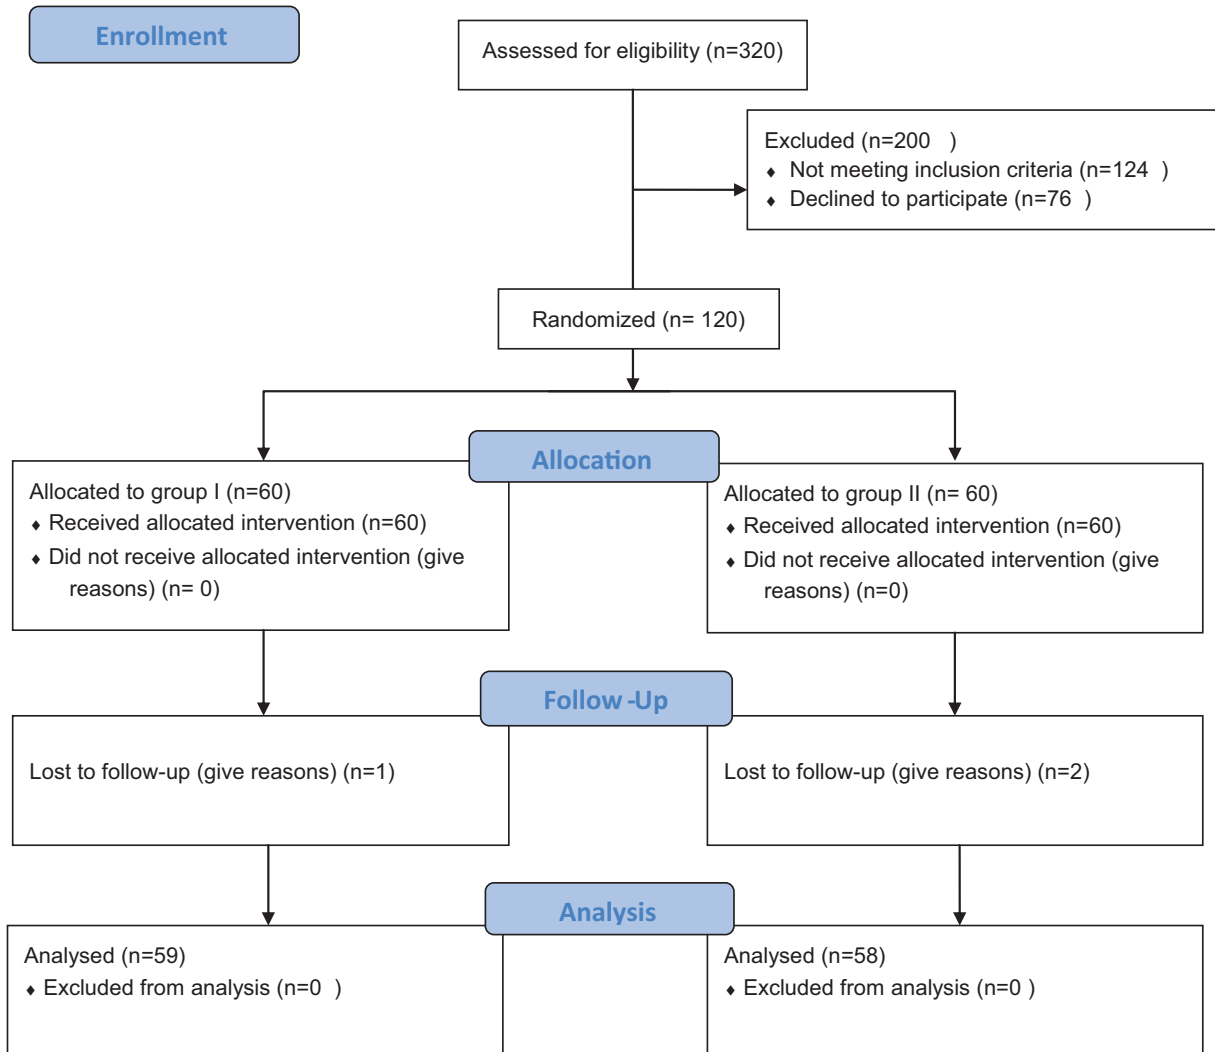 Enrollment
Assessed for eligibility (n=320)
Excluded (n=200 )
♦ Not meeting inclusion criteria (n=124 )
♦ Declined to participate (n=76 )
Randomized (n= 120)
Allocation
Allocated to group I (n=60)
♦ Received allocated intervention (n=60)
♦ Did not receive allocated intervention (give
reasons) (n= 0)
Allocated to group II (n= 60)
♦ Received allocated intervention (n=60)
♦ Did not receive allocated intervention (give
reasons) (n=0)
Follow -Up
Lost to follow-up (give reasons) (n=1)
Lost to follow-up (give reasons) (n=2)
Analysis
Analysed (n=59)
♦ Excluded from analysis (n=0 )
Analysed (n=58)
♦ Excluded from analysis (n=0 )